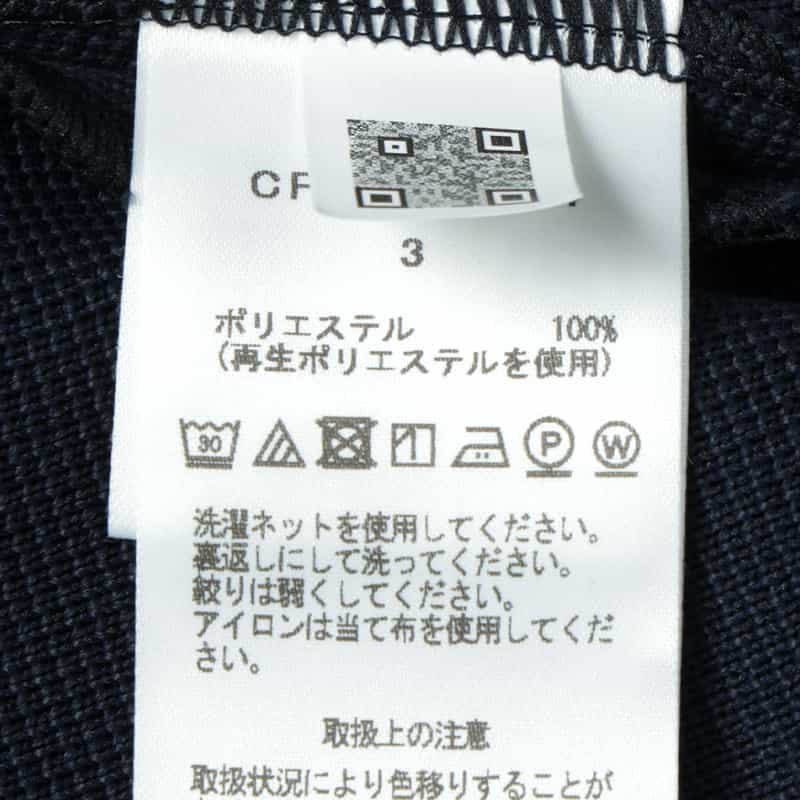 3
ポリエステル 100%
(再生ポリエステルを使用)
30 P W
洗濯ネットを使用してください。
裏返しにして洗ってください。
絞りは弱くしてください。
アイロンは当て布を使用してくだ
さい。
取扱上の注意
取扱状況により色移りすることが